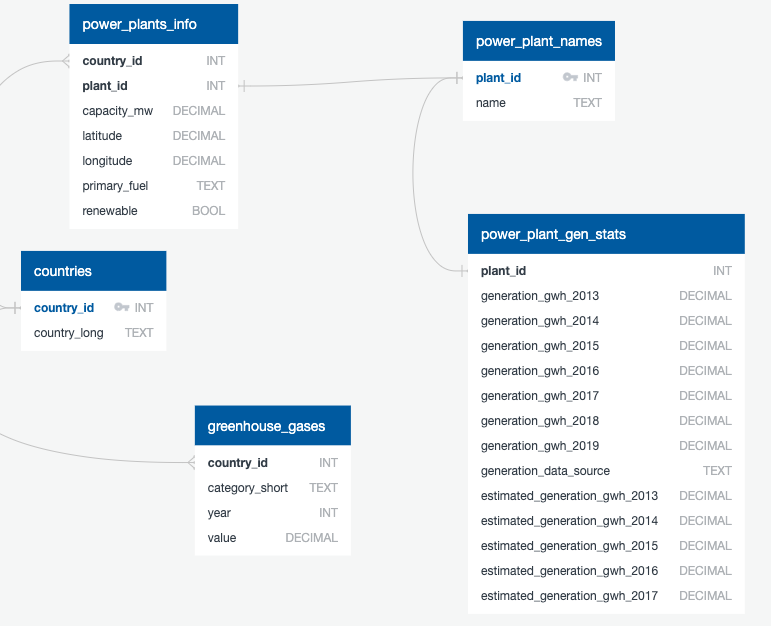 power_plants_info
country_id INT
plant_id INT
capacity_mw DECIMAL
latitude DECIMAL
longitude DECIMAL
primary_fuel TEXT
renewable BOOL
power_plant_names
plant_id INT
name TEXT
countries
country_id INT
country_long TEXT
power_plant_gen_stats
plant_id INT
generation_gwh_2013 DECIMAL
generation_gwh_2014 DECIMAL
generation_gwh_2015 DECIMAL
generation_gwh_2016 DECIMAL
generation_gwh_2017 DECIMAL
generation_gwh_2018 DECIMAL
generation_gwh_2019 DECIMAL
generation_data_source TEXT
estimated_generation_gwh_2013 DECIMAL
estimated_generation_gwh_2014 DECIMAL
estimated_generation_gwh_2015 DECIMAL
estimated_generation_gwh_2016 DECIMAL
estimated_generation_gwh_2017 DECIMAL
greenhouse_gases
country_id INT
category_short TEXT
year INT
value DECIMAL